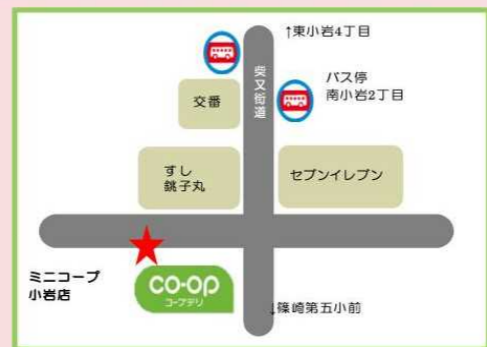 ↑東小岩4丁目
柴又街道
バス停
南小岩2丁目
交番
すし
銚子丸
セブンイレブン
ミニコープ
小岩店
co-op
コープデリ
↓篠崎第五小前